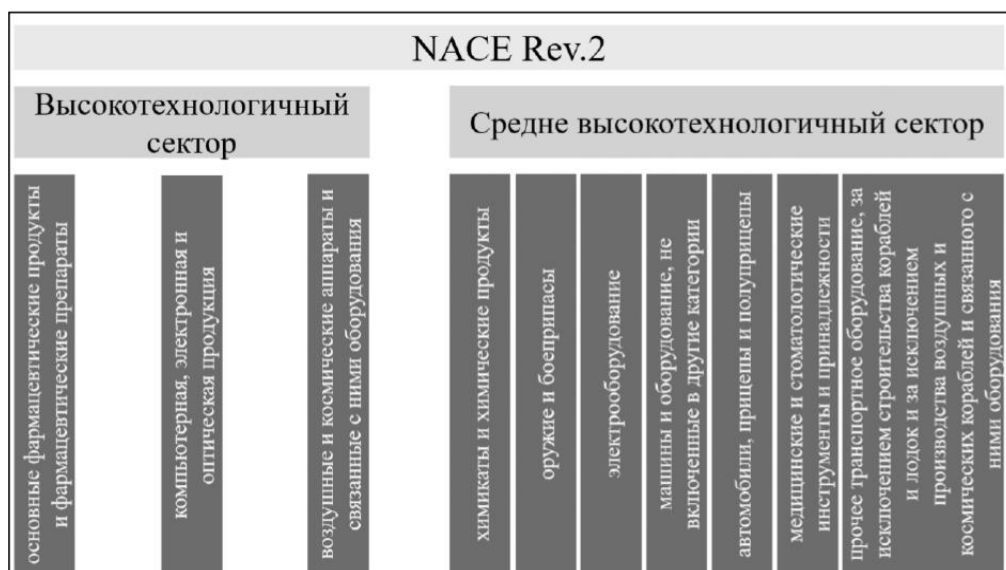 NACE Rev.2
Высокотехнологичный
сектор
Средне высокотехнологичный сектор
основные фармацевтические продукты
и фармацевтические препараты
компьютерная, электронная и
оптическая продукция
воздушные и космические аппараты и
связанные с ними оборудования
химикаты и химические продукты
оружие и боеприпасы
электрооборудование
машины и оборудование, не
включенные в другие категории
автомобили, прицепы и полуприцепы
медицинские и стоматологические
инструменты и принадлежности
прочее транспортное оборудование, за
исключением строительства кораблей
и лодок и за исключением
производства воздушных и
космических кораблей и связанного с
ними оборудования